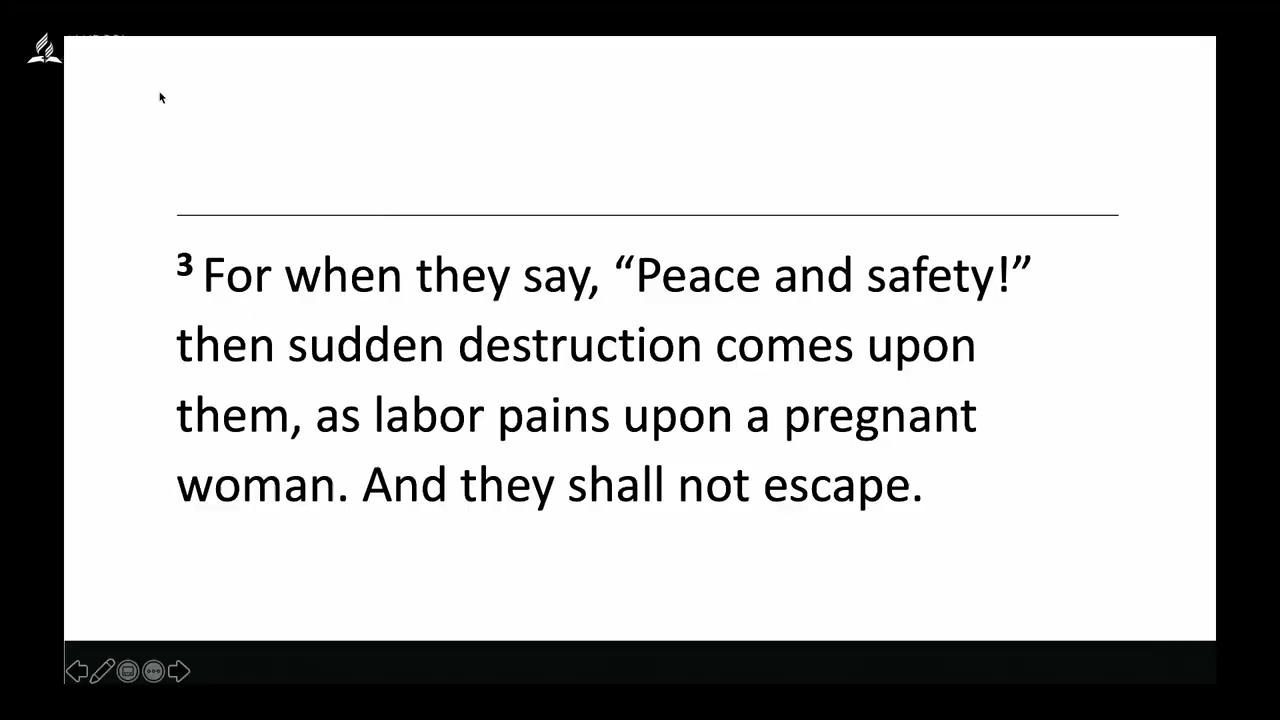 3 For when they say, “Peace and safety!”
then sudden destruction comes upon
them, as labor pains upon a pregnant
woman. And they shall not escape.